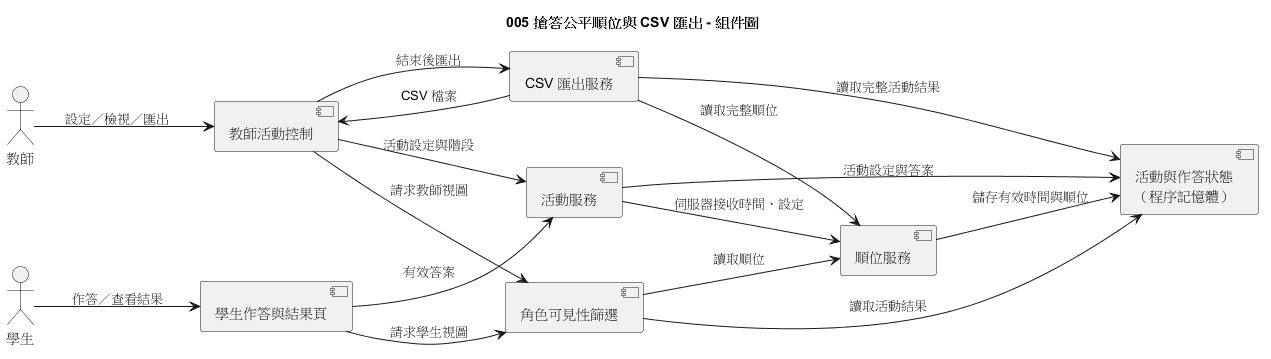 005 搶答公平順位與 CSV 匯出 - 組件圖
結束後匯出
CSV 匯出服務
讀取完整活動結果
CSV 檔案
讀取完整順位
設定／檢視／匯出
教師活動控制
教師
活動設定與階段
活動設定與答案
活動與作答狀態
（程序記憶體）
請求教師視圖
活動服務
伺服器接收時間、設定
儲存有效時間與順位
順位服務
有效答案
讀取順位
作答／查看結果
學生作答與結果頁
角色可見性篩選
讀取活動結果
學生
請求學生視圖